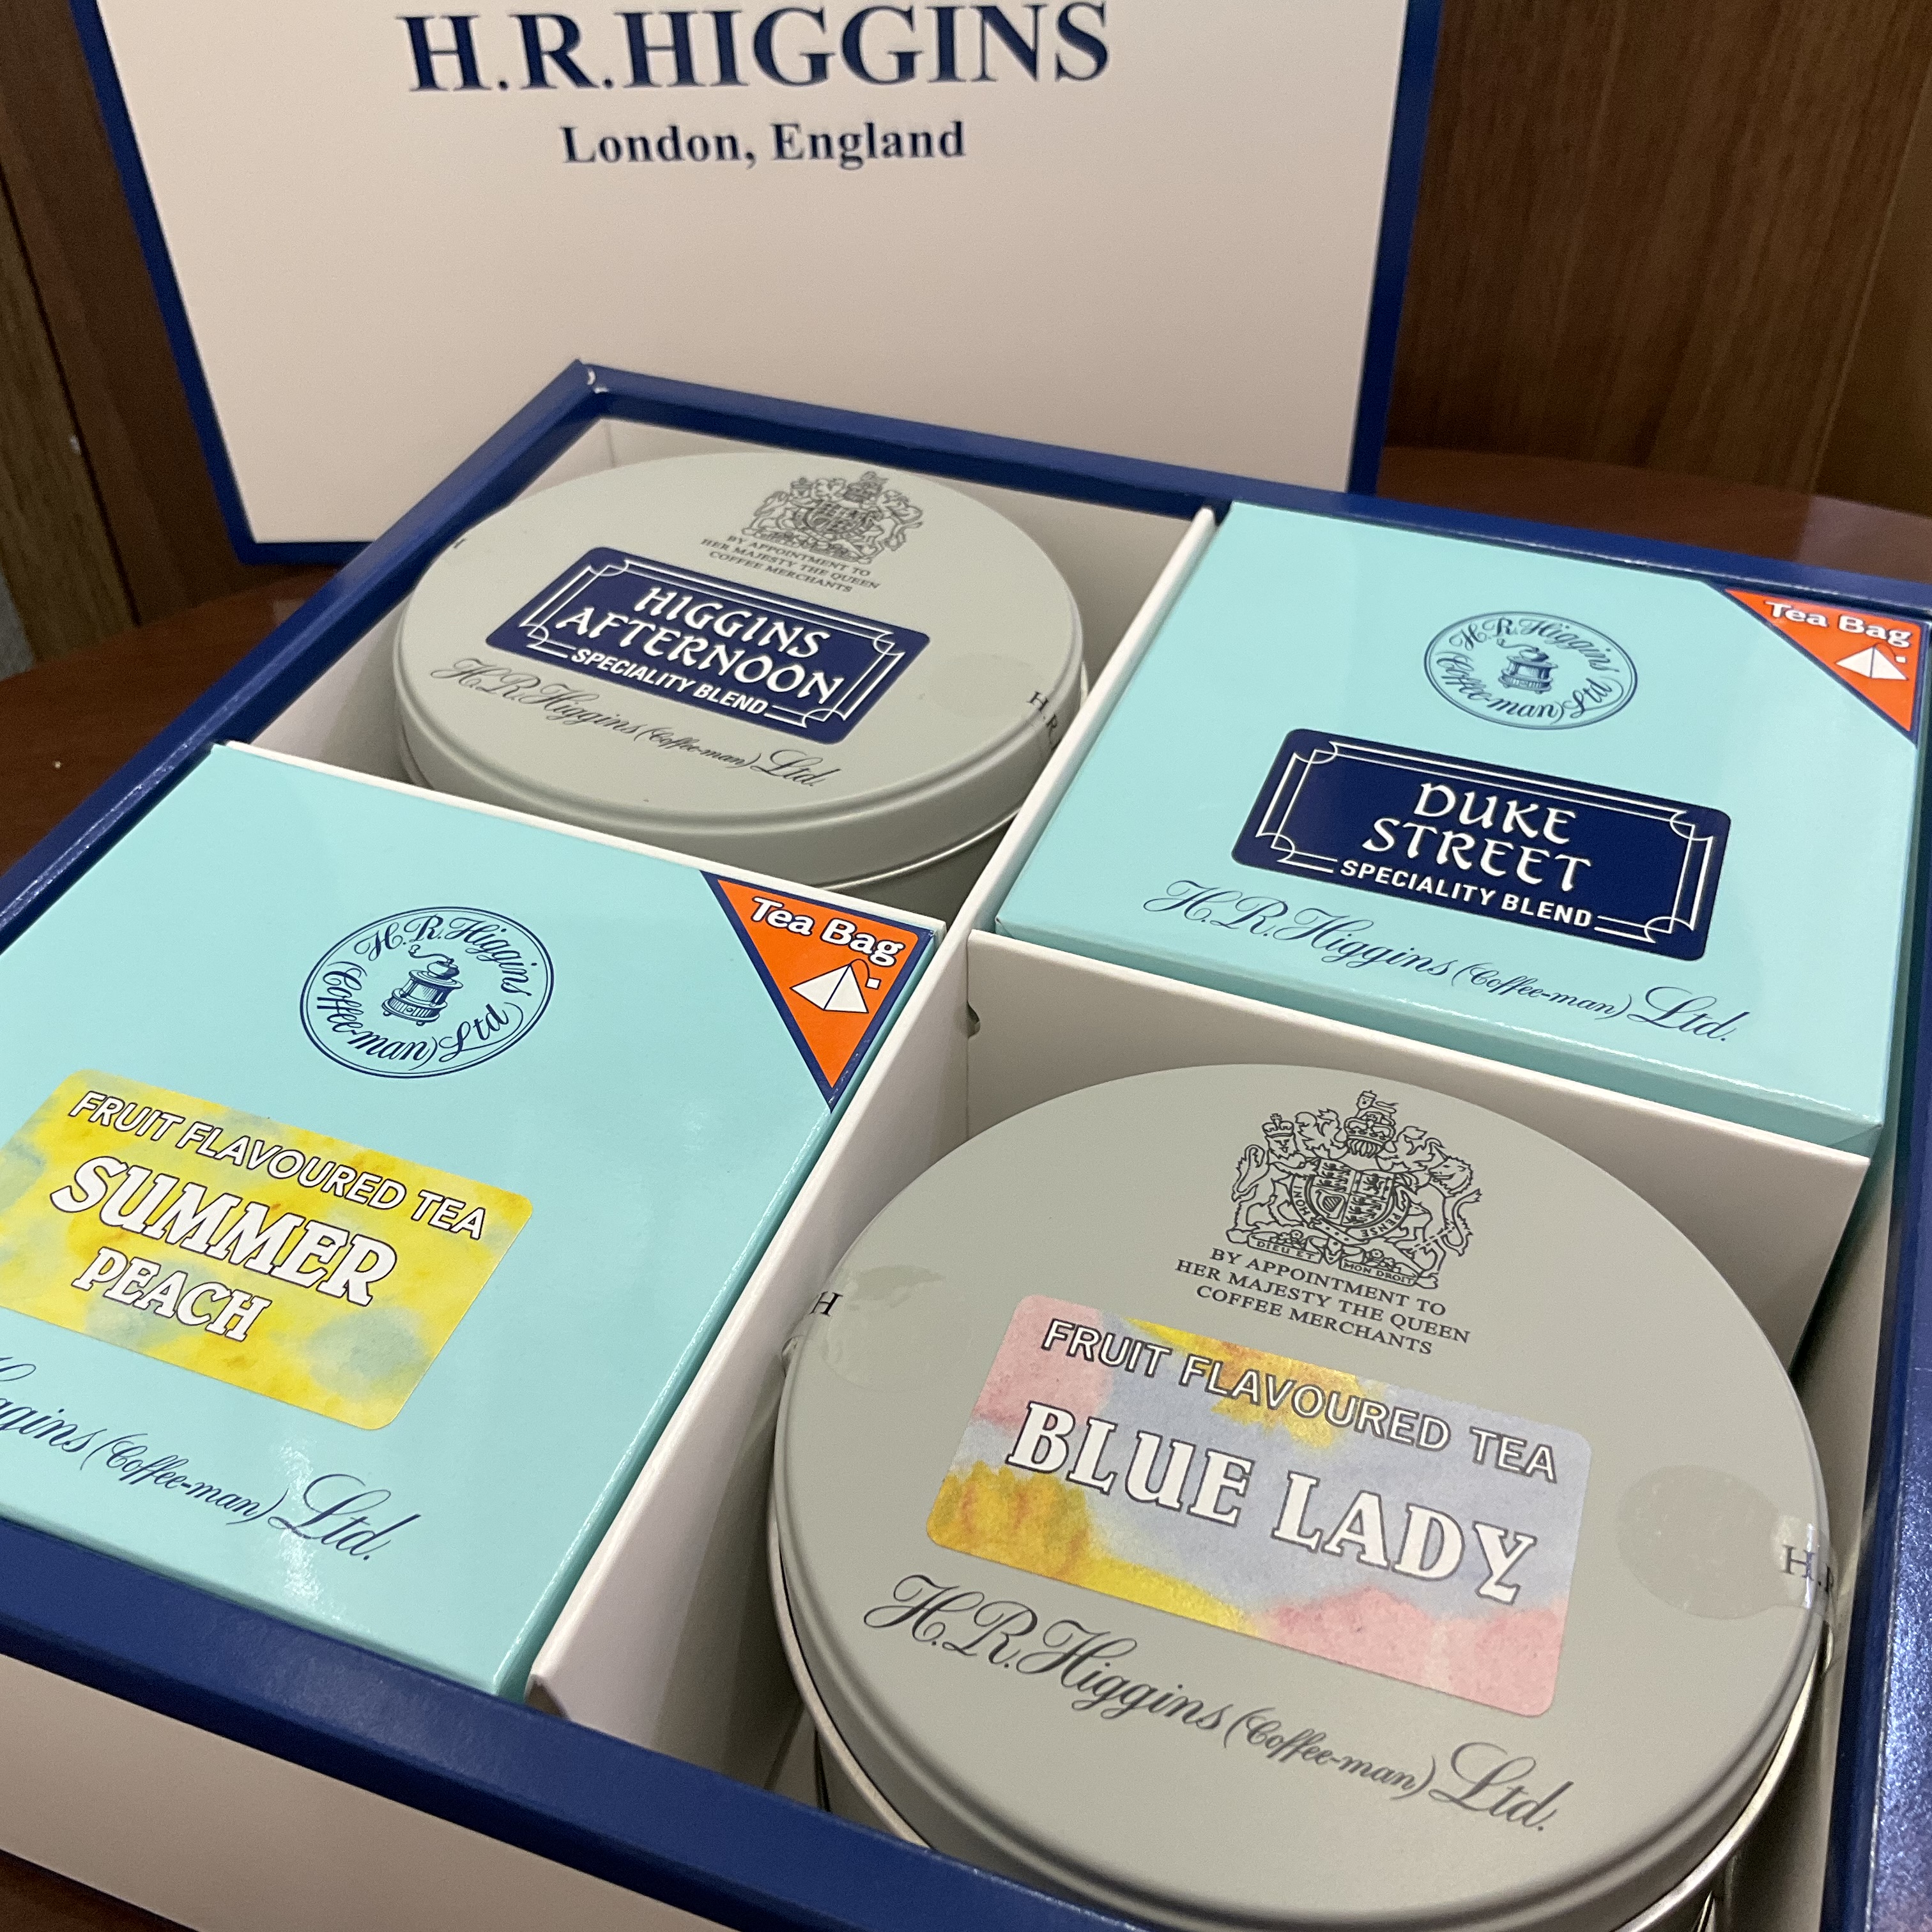 H.R.HIGGINS
London, England
BY APPOINTMENT TO
HER MAJESTY THE QUEEN
COFFEE MERCHANTS
HIGGINS
AFTERNOON
SPECIALITY BLEND
H.R.Higgins (Coffee-man) Ltd.
H.R
Tea Bag
H.R.Higgins
(Coffee-man) Ltd
DUKE
STREET
SPECIALITY BLEND
H.R.Higgins (Coffee-man) Ltd.
Tea Bag
H.R.Higgins
(Coffee-man) Ltd
FRUIT FLAVOURED TEA
SUMMER
PEACH
ggins (Coffee-man) Ltd.
DIEU ET MON DROIT
BY APPOINTMENT TO
HER MAJESTY THE QUEEN
COFFEE MERCHANTS
H
FRUIT FLAVOURED TEA
BLUE LADY
H.R
H.R.Higgins (Coffee-man) Ltd.